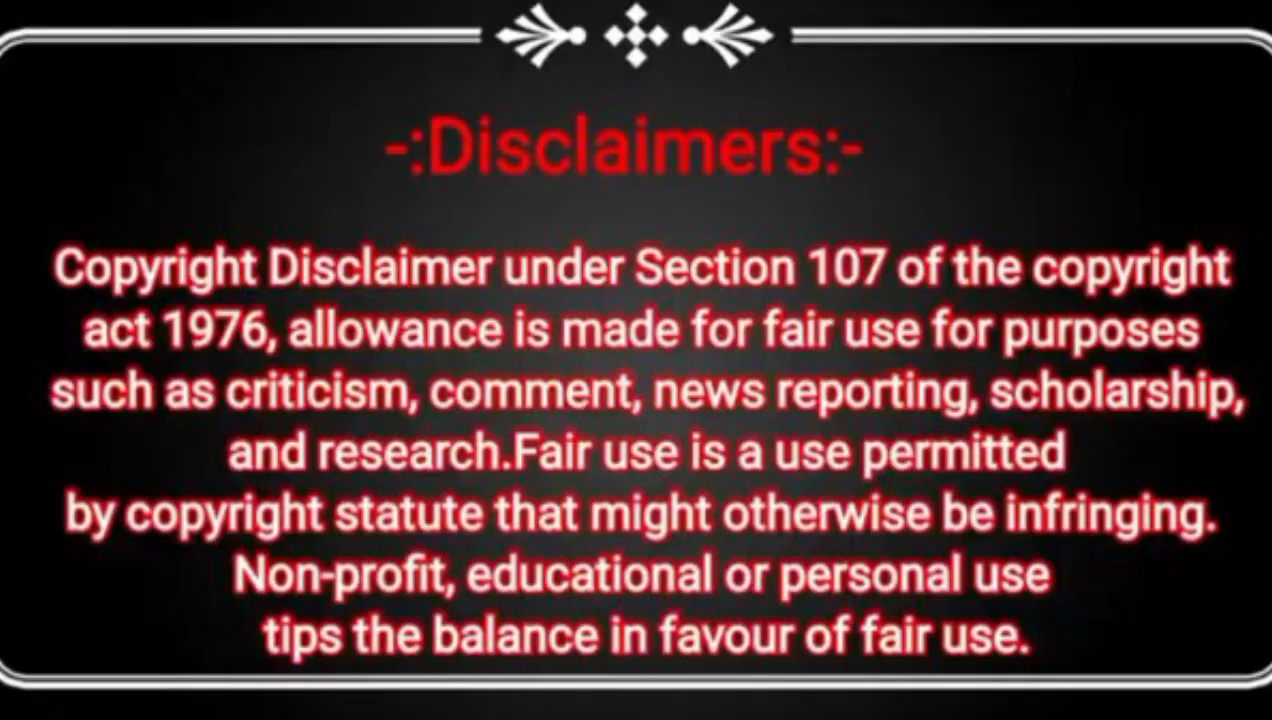 -:Disclaimers:-
Copyright Disclaimer under Section 107 of the copyright
act 1976, allowance is made for fair use for purposes
such as criticism, comment, news reporting, scholarship,
and research.Fair use is a use permitted
by copyright statute that might otherwise be infringing.
Non-profit, educational or personal use
tips the balance in favour of fair use.